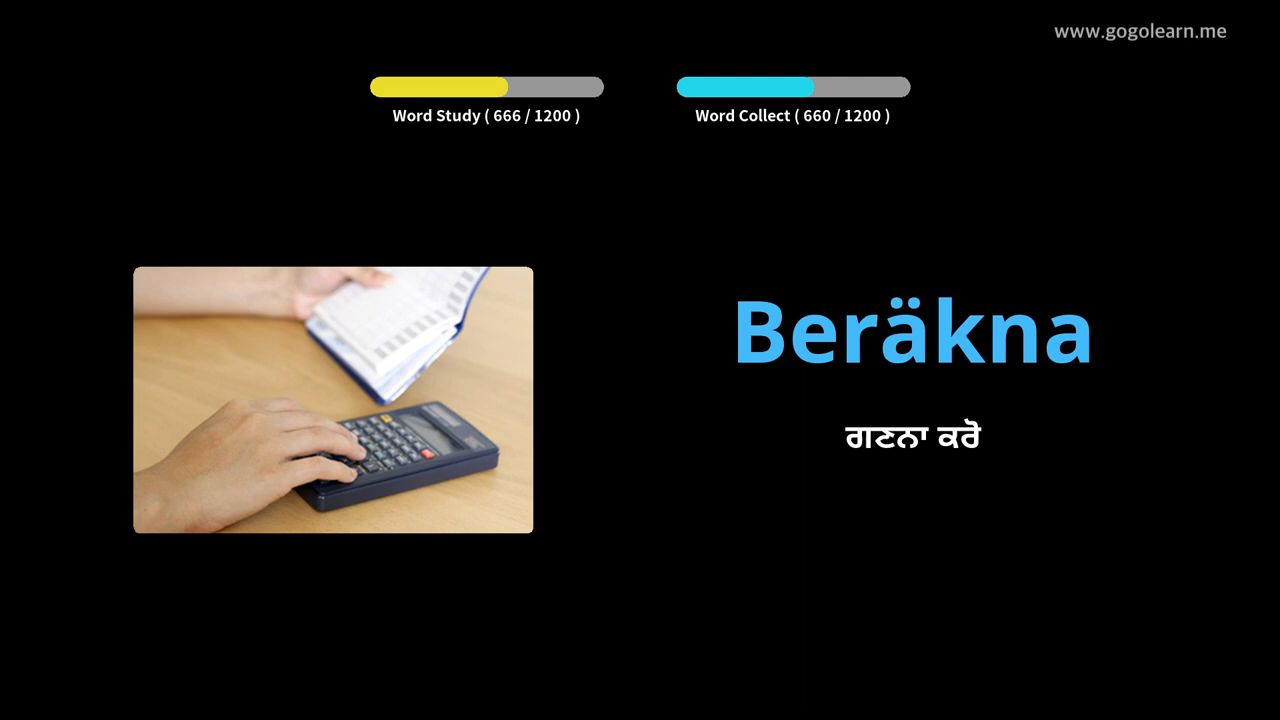 www.gogolearn.me
Word Study ( 666 / 1200 )
Word Collect ( 660 / 1200 )
Beräkna
ਗਣਨਾ ਕਰੋ